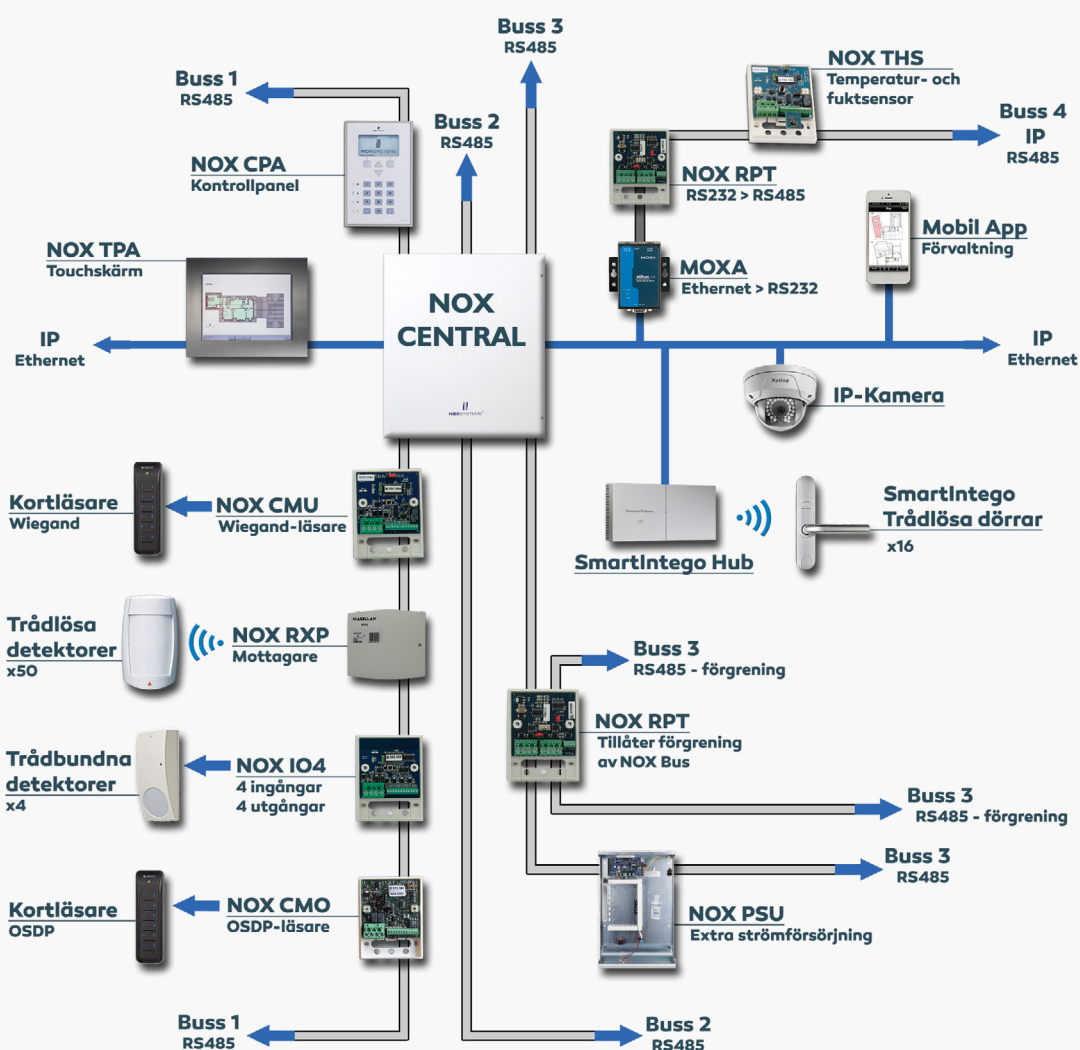 Buss 3
RS485
Buss 1
RS485
Buss 2
RS485
NOX THS
Temperatur- och
fuktsensor
Buss 4
IP
RS485
NOX CPA
Kontrollpanel
NOXSYSTEMS
NOX RPT
RS232 > RS485
NOX TPA
Touchskärm
Mobil App
Förvaltning
MOXA
MOXA
Ethernet > RS232
NOX
CENTRAL
NOXSYSTEMS
IP
Ethernet
IP
Ethernet
IP-Kamera
Kortläsare
Wiegand
NOX CMU
Wiegand-läsare
SmartIntego Hub
SmartIntego
Trådlösa dörrar
x16
Trådlösa
detektorer
x50
NOX RXP
Mottagare
MAGELLAN
Buss 3
RS485 - förgrening
NOX RPT
Tillåter förgrening
av NOX Bus
Trådbundna
detektorer
x4
NOX IO4
4 ingångar
4 utgångar
Buss 3
RS485 - förgrening
Buss 3
RS485
Kortläsare
OSDP
NOX CMO
OSDP-läsare
NOX PSU
Extra strömförsörjning
Buss 1
RS485
Buss 2
RS485